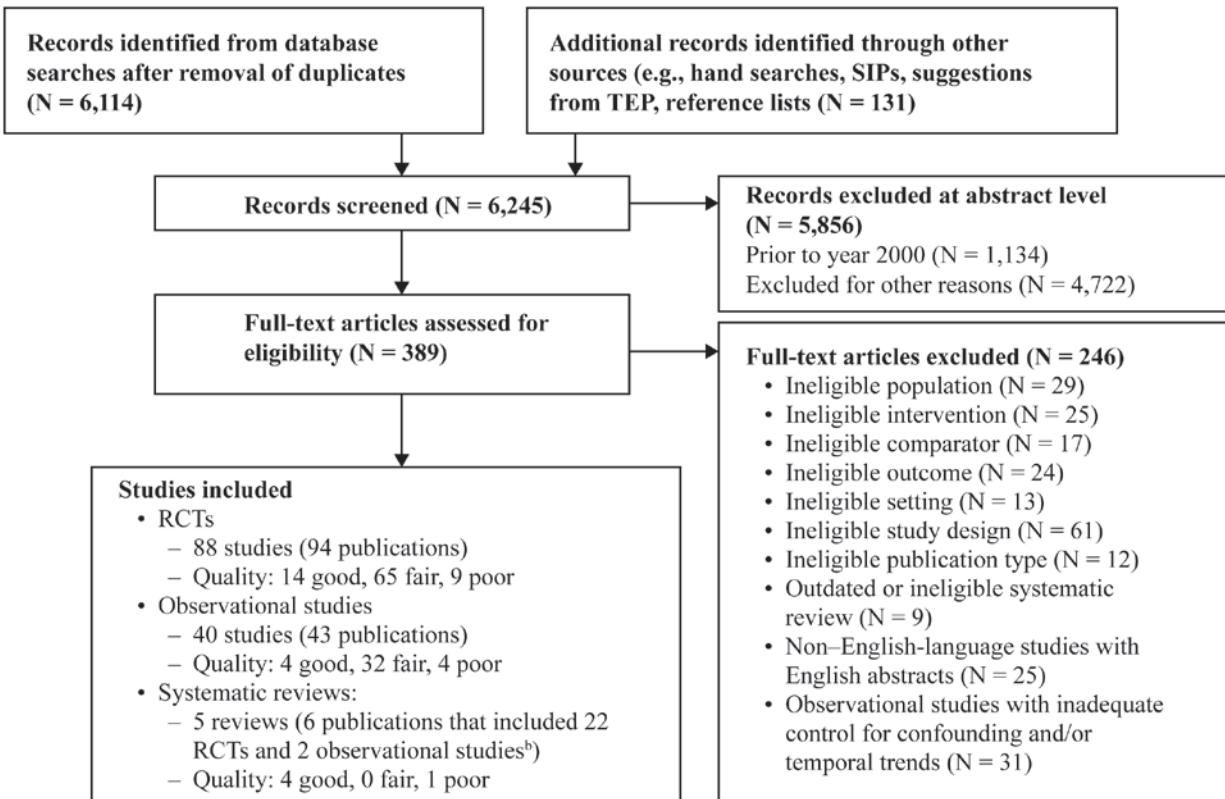 Records identified from database
searches after removal of duplicates
(N = 6,114)
Additional records identified through other
sources (e.g., hand searches, SIPs, suggestions
from TEP, reference lists (N = 131)
Records screened (N = 6,245)
Records excluded at abstract level
(N = 5,856)
Prior to year 2000 (N = 1,134)
Excluded for other reasons (N = 4,722)
Full-text articles assessed for
eligibility (N = 389)
Full-text articles excluded (N = 246)
• Ineligible population (N = 29)
• Ineligible intervention (N = 25)
• Ineligible comparator (N = 17)
• Ineligible outcome (N = 24)
• Ineligible setting (N = 13)
• Ineligible study design (N = 61)
• Ineligible publication type (N = 12)
• Outdated or ineligible systematic
review (N = 9)
• Non–English-language studies with
English abstracts (N = 25)
• Observational studies with inadequate
control for confounding and/or
temporal trends (N = 31)
Studies included
• RCTs
– 88 studies (94 publications)
– Quality: 14 good, 65 fair, 9 poor
• Observational studies
– 40 studies (43 publications)
– Quality: 4 good, 32 fair, 4 poor
• Systematic reviews:
– 5 reviews (6 publications that included 22
RCTs and 2 observational studiesᵇ)
– Quality: 4 good, 0 fair, 1 poor